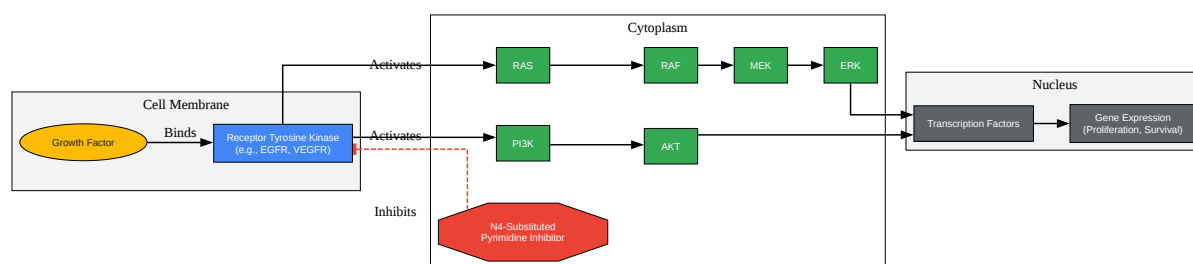 Cytoplasm
Activates
RAS
RAF
MEK
ERK
Nucleus
Cell Membrane
Growth Factor
Binds
Receptor Tyrosine Kinase
(e.g., EGFR, VEGFR)
Activates
PI3K
AKT
Transcription Factors
Gene Expression
(Proliferation, Survival)
Inhibits
N4-Substituted
Pyrimidine Inhibitor